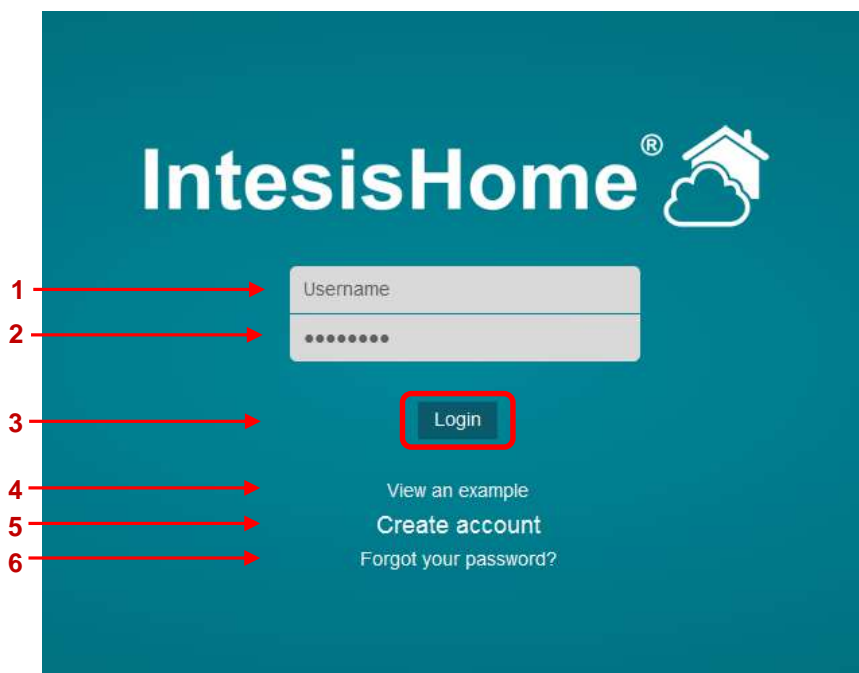 IntesisHome®
1 Username
2 ●●●●●●●●
3 Login
4 View an example
5 Create account
6 Forgot your password?